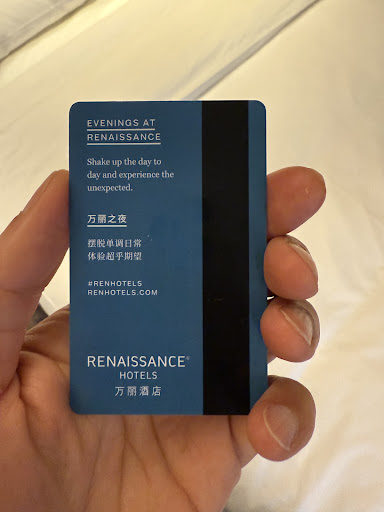 EVENINGS AT
RENAISSANCE
Shake up the day to
day and experience the
unexpected.
万丽之夜
摆脱单调日常
体验超乎期望
#RENHOTELS
RENHOTELS.COM
RENAISSANCE®
HOTELS
万丽酒店